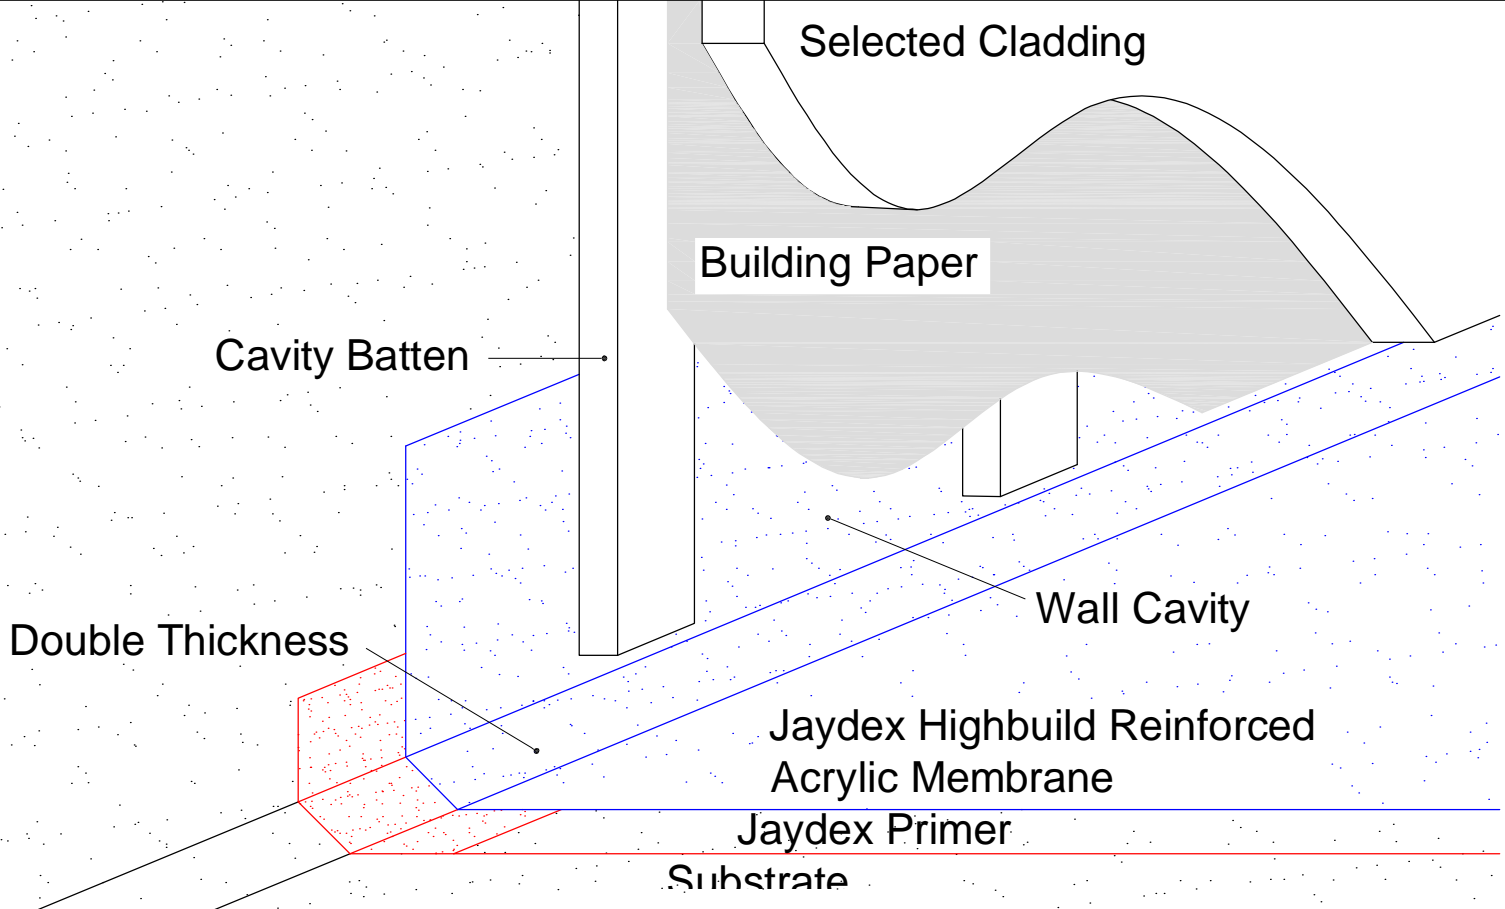 Selected Cladding
Building Paper
Cavity Batten
Wall Cavity
Double Thickness
Jaydex Highbuild Reinforced
Acrylic Membrane
Jaydex Primer
Substrate